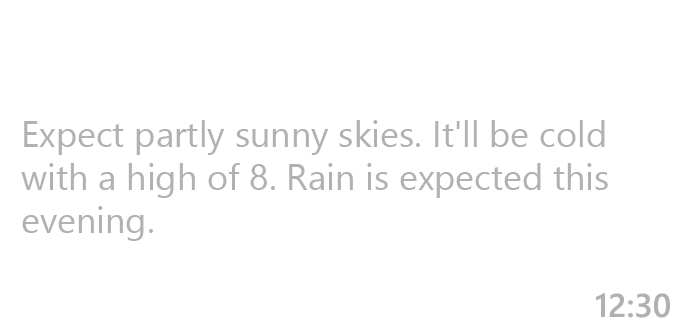 Expect partly sunny skies. It'll be cold
with a high of 8. Rain is expected this
evening.
12:30